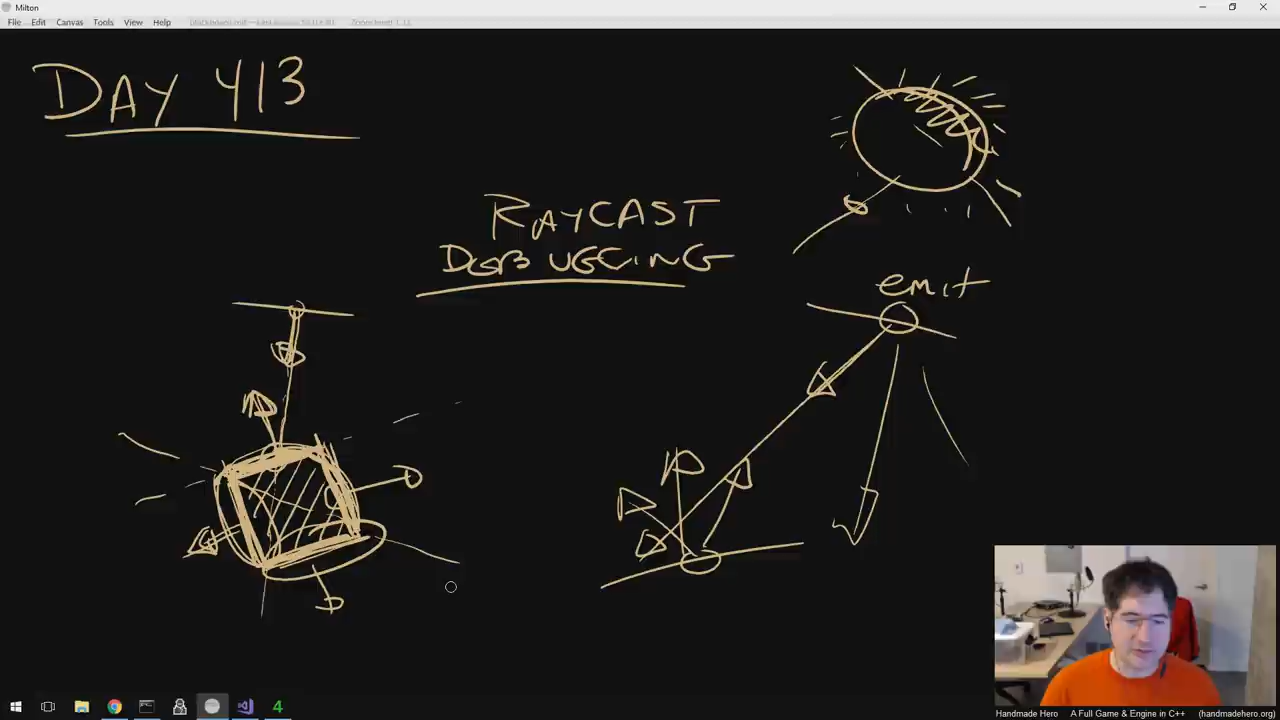 Milton
File Edit Canvas Tools View Help
DAY 413
RAYCAST
DEBUGGING
emit
4
Handmade Hero A Full Game & Engine in C++ (handmadehero.org)